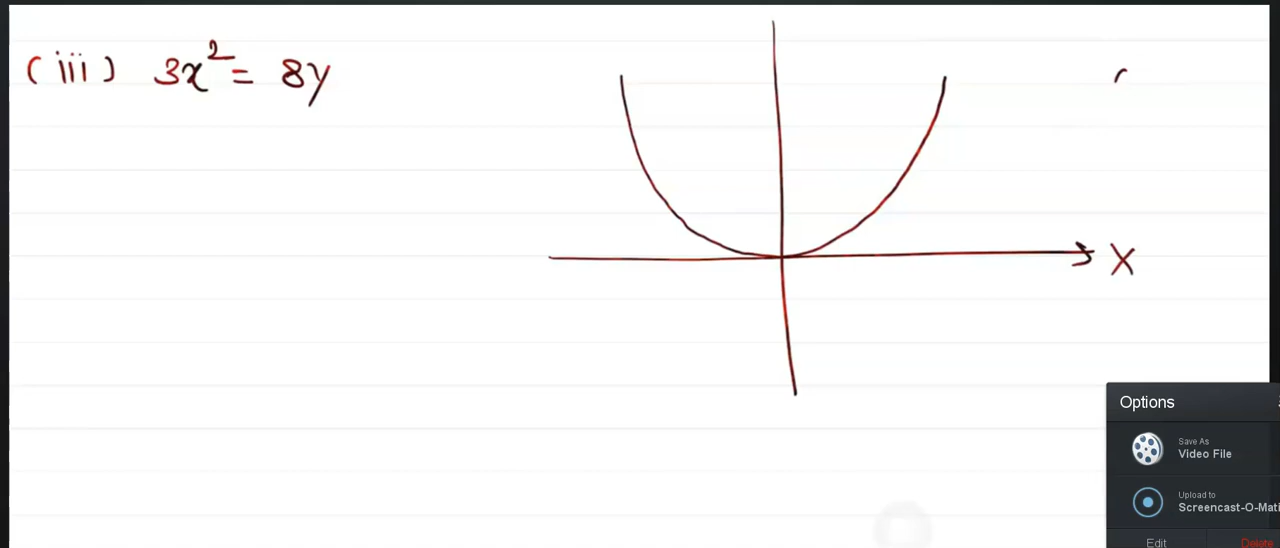 (iii) 3x² = 8y
X
Options
Save As
Video File
Upload to
Screencast-O-Mati
Edit
Delete